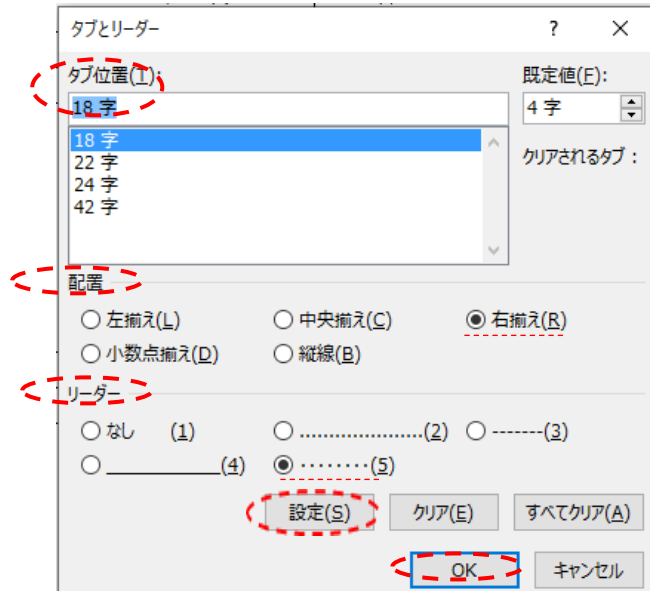 タブとリーダー ? ×
タブ位置(T): 既定値(F):
18 字 4 字
18 字
22 字
24 字
42 字
クリアされるタブ：
配置
左揃え(L) 中央揃え(C) 右揃え(R)
小数点揃え(D) 縦線(B)
リーダー
なし (1) .....................(2) -------(3)
____________(4) ········(5)
設定(S) クリア(E) すべてクリア(A)
OK キャンセル